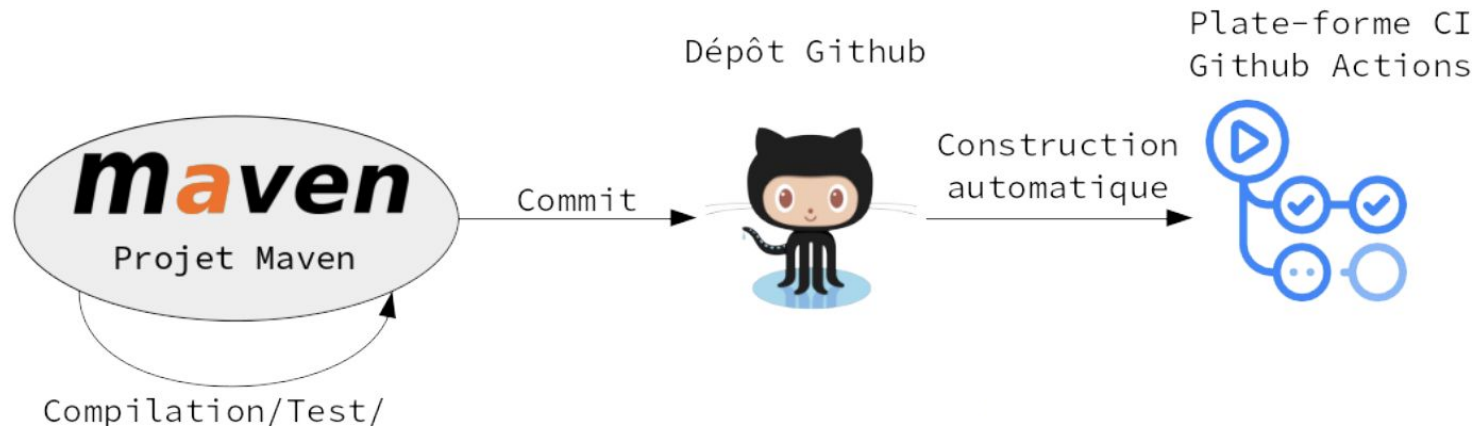 Plate-forme CI
Github Actions
Dépôt Github
Construction
automatique
Commit
maven
Projet Maven
Compilation/Test/